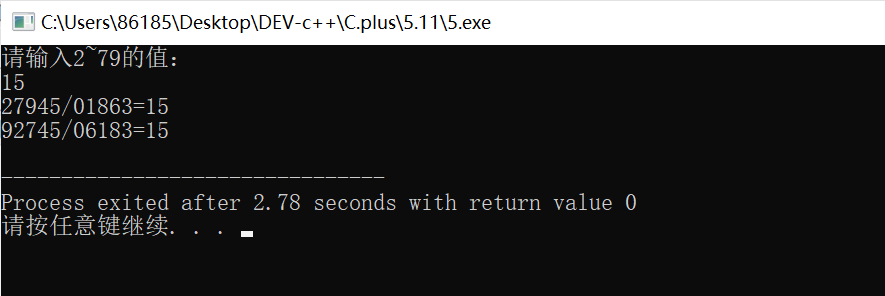 C:\Users\86185\Desktop\DEV-c++\C.plus\5.11\5.exe
请输入2~79的值:
15
27945/01863=15
92745/06183=15
--------------------------------
Process exited after 2.78 seconds with return value 0
请按任意键继续. . .